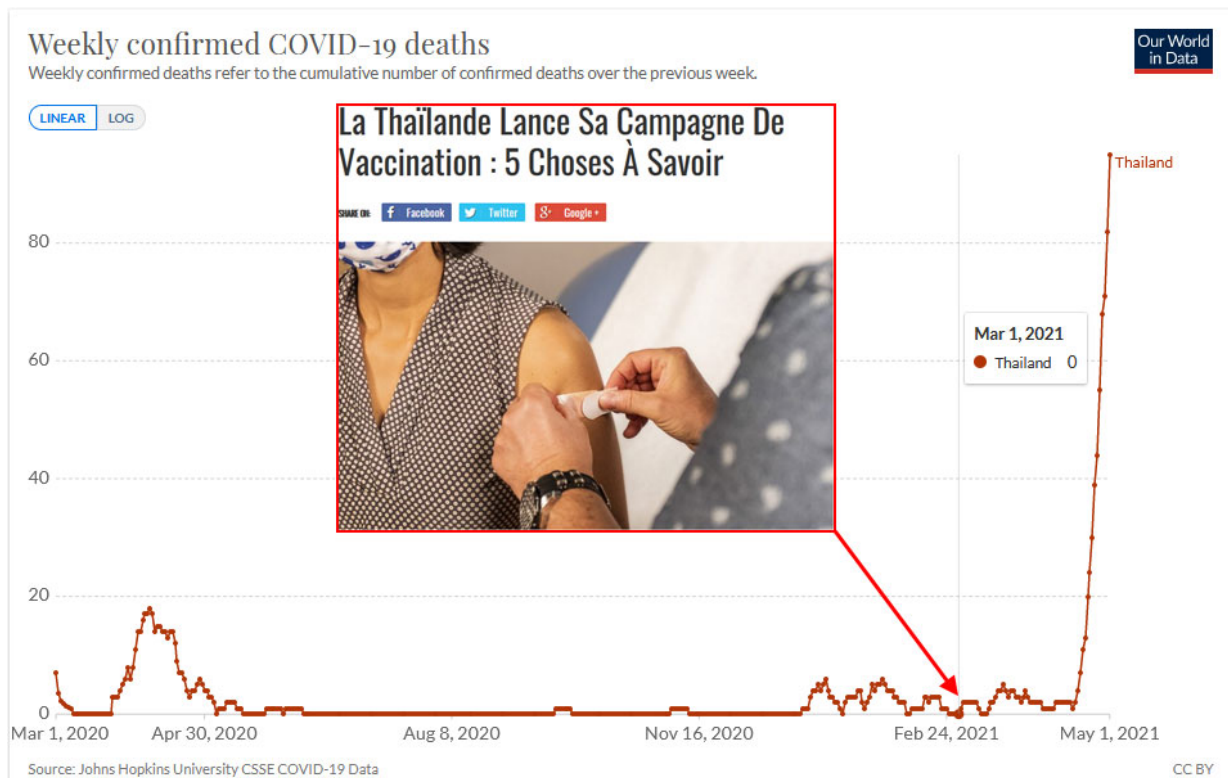 Weekly confirmed COVID-19 deaths
Weekly confirmed deaths refer to the cumulative number of confirmed deaths over the previous week.
Our World
in Data
LINEAR LOG
La Thaïlande Lance Sa Campagne De
Vaccination : 5 Choses À Savoir
SHARE ON: Facebook Twitter Google +
Thailand
80
60
40
20
0
Mar 1, 2021
Thailand 0
Mar 1, 2020 Apr 30, 2020 Aug 8, 2020 Nov 16, 2020 Feb 24, 2021 May 1, 2021
Source: Johns Hopkins University CSSE COVID-19 Data CC BY